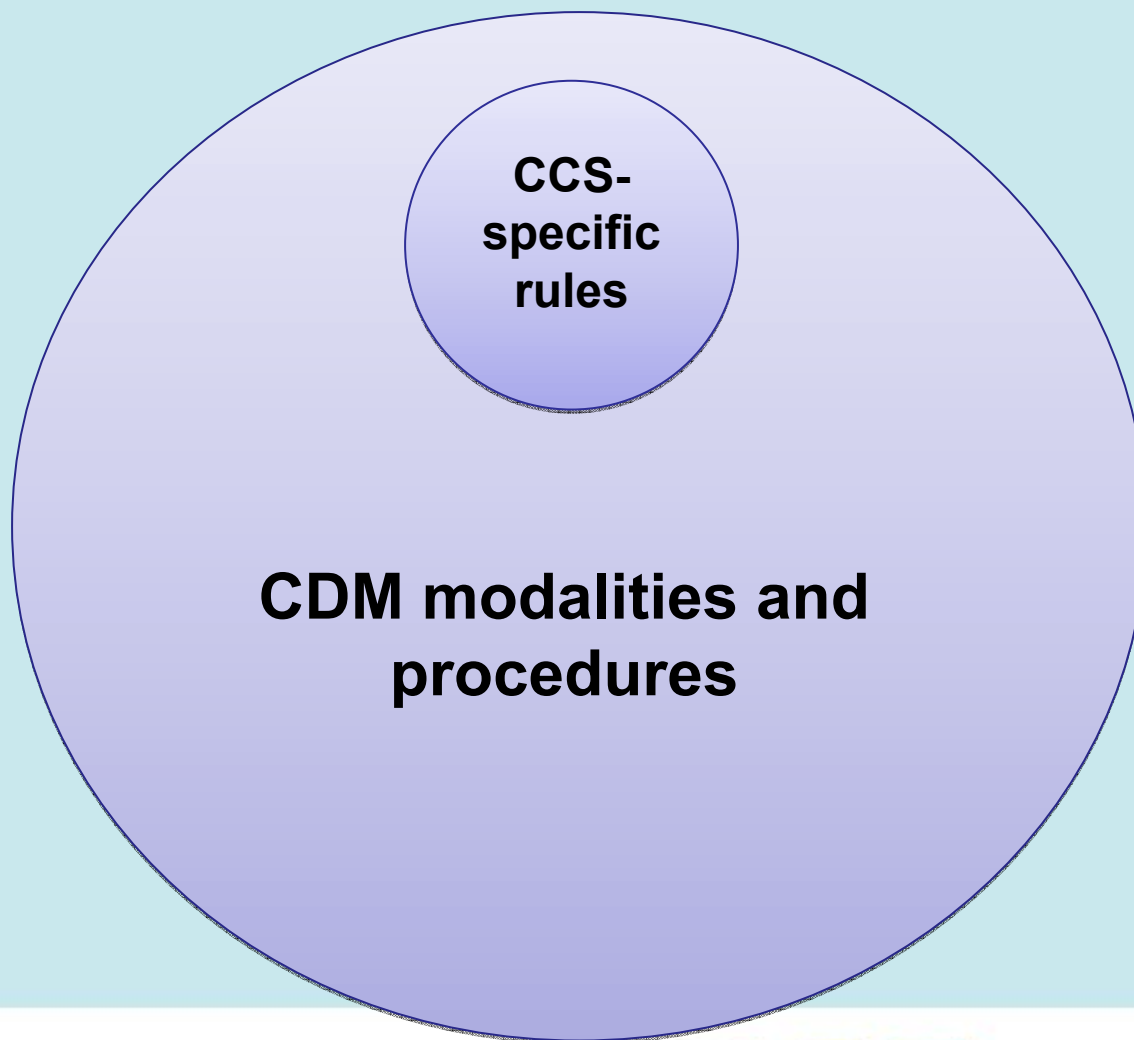 CCS-
specific
rules
CDM modalities and
procedures